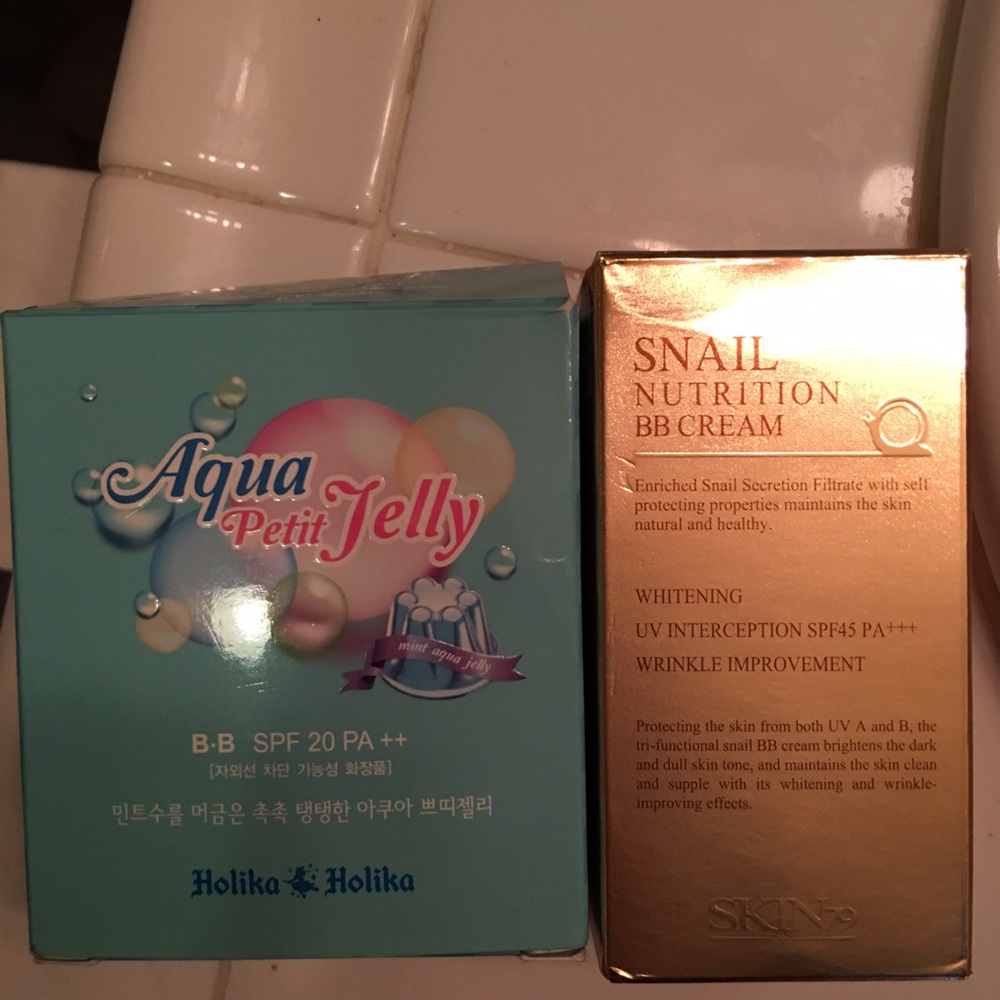 Aqua
Petit Jelly
mint aqua jelly
B·B SPF 20 PA ++
[자외선 차단 기능성 화장품]
민트수를 머금은 촉촉 탱탱한 아쿠아 쁘띠젤리
Holika Holika
SNAIL
NUTRITION
BB CREAM
Enriched Snail Secretion Filtrate with self
protecting properties maintains the skin
natural and healthy.
WHITENING
UV INTERCEPTION SPF45 PA+++
WRINKLE IMPROVEMENT
Protecting the skin from both UV A and B, the
tri-functional snail BB cream brightens the dark
and dull skin tone, and maintains the skin clean
and supple with its whitening and wrinkle-
improving effects.
SKIN79